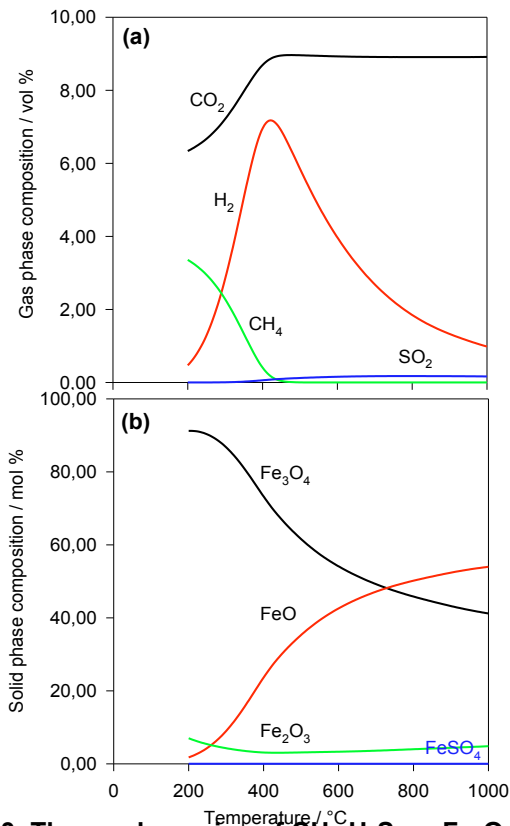 10,00
(a)
8,00
CO2
6,00
H2
4,00
2,00
CH4
SO2
0,00
Gas phase composition / vol %
100,00
(b)
80,00
Fe3O4
60,00
FeO
40,00
20,00
Fe2O3
FeSO4
0,00
Solid phase composition / mol %
0 200 400 600 800 1000
Temperature / °C